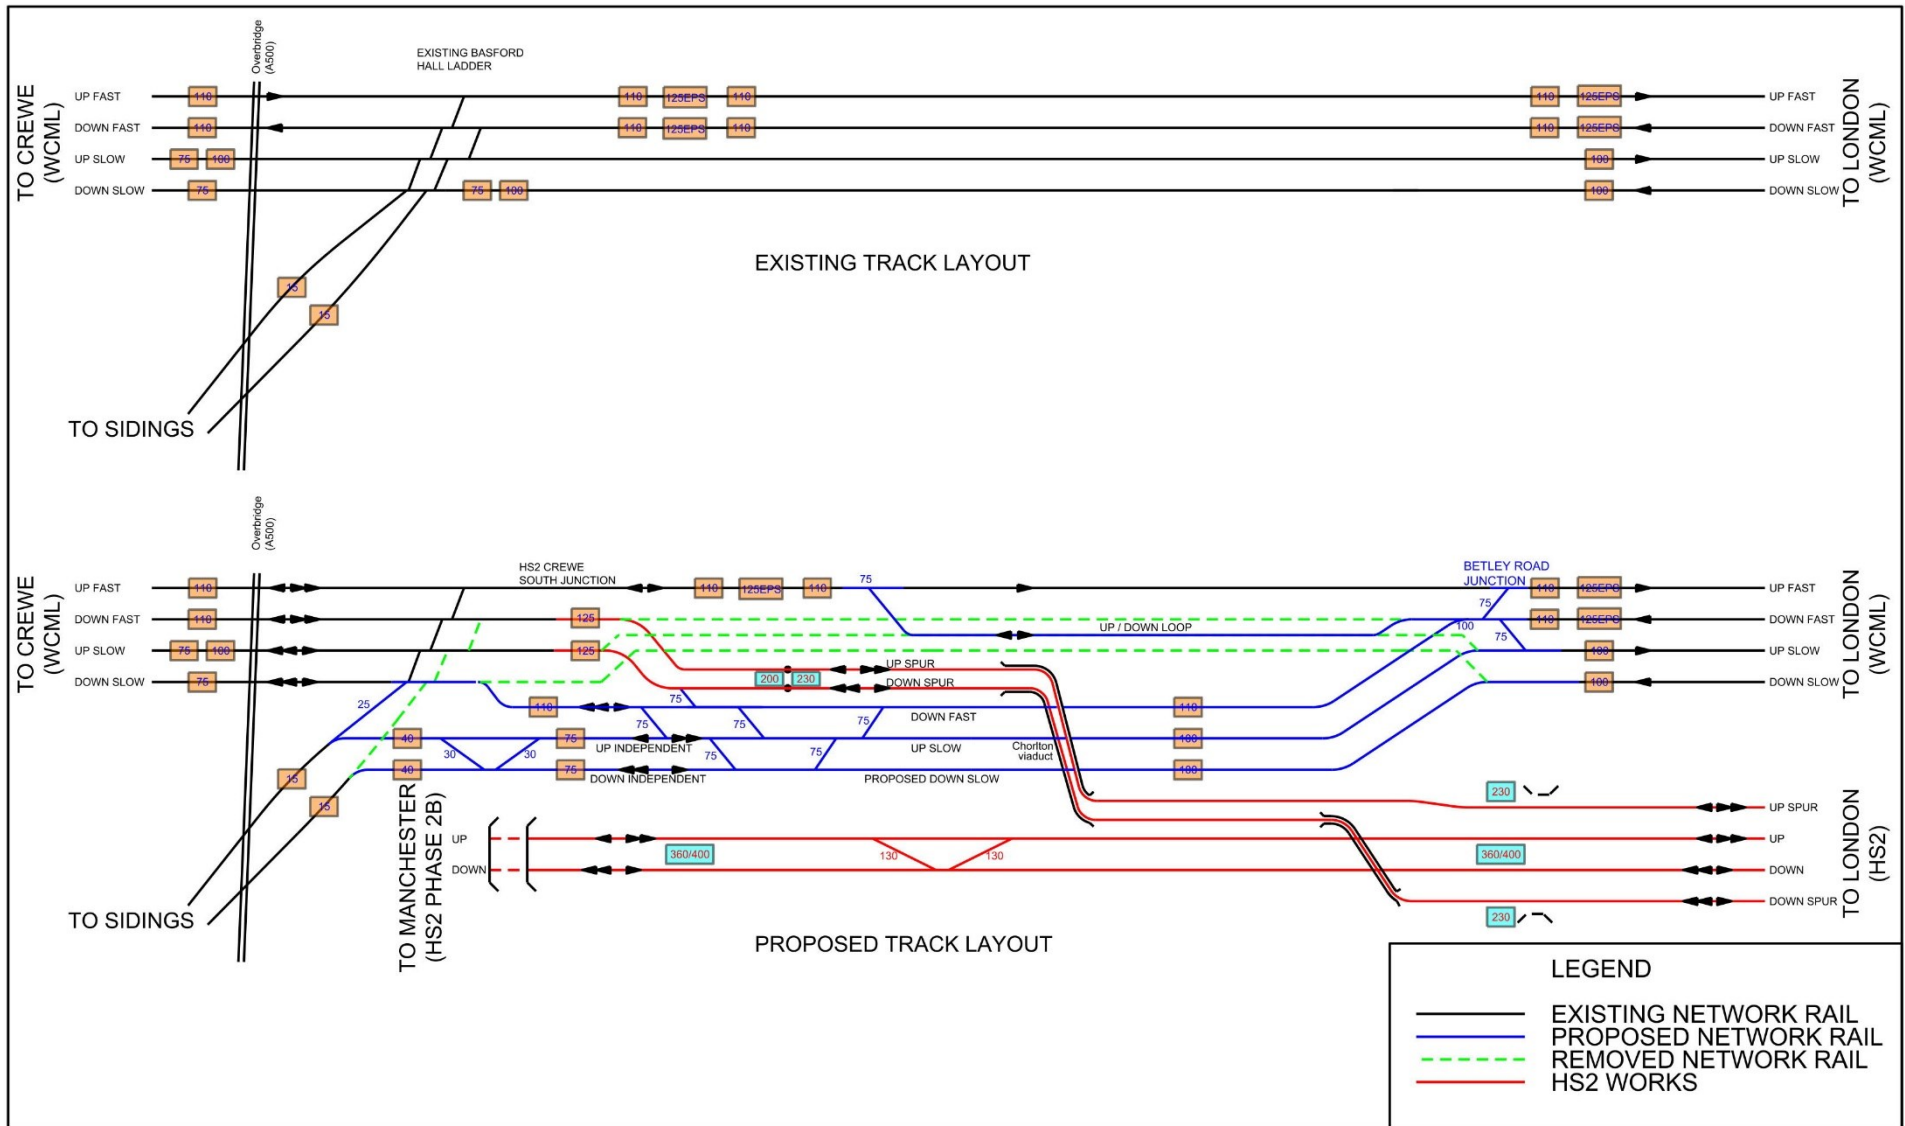 Overbridge
(A500)
EXISTING BASFORD
HALL LADDER
TO CREWE
(WCML)
UP FAST 110 110 125EPS 110 110 125EPS UP FAST
DOWN FAST 110 110 125EPS 110 110 125EPS DOWN FAST
UP SLOW 75 100 100 UP SLOW
DOWN SLOW 75 75 100 100 DOWN SLOW
TO LONDON
(WCML)
EXISTING TRACK LAYOUT
15
15
TO SIDINGS
Overbridge
(A500)
HS2 CREWE
SOUTH JUNCTION
BETLEY ROAD
JUNCTION
TO CREWE
(WCML)
UP FAST 110 110 125EPS 110 75 110 125EPS UP FAST
75
DOWN FAST 110 125 110 125EPS DOWN FAST
UP / DOWN LOOP 100 75
UP SLOW 75 100 125 100 UP SLOW
UP SPUR
200 230
DOWN SLOW 75 DOWN SPUR 100 DOWN SLOW
TO LONDON
(WCML)
25 110 75 110
75 75 75 DOWN FAST
40 75 UP INDEPENDENT UP SLOW 100
30 30 75 75
Chorlton
viaduct
15 40 75 DOWN INDEPENDENT PROPOSED DOWN SLOW 100
15
230
UP SPUR
TO MANCHESTER
(HS2 PHASE 2B)
UP UP
360/400 130 130 360/400
DOWN DOWN
DOWN SPUR
230
TO LONDON
(HS2)
TO SIDINGS
PROPOSED TRACK LAYOUT
LEGEND
EXISTING NETWORK RAIL
PROPOSED NETWORK RAIL
REMOVED NETWORK RAIL
HS2 WORKS